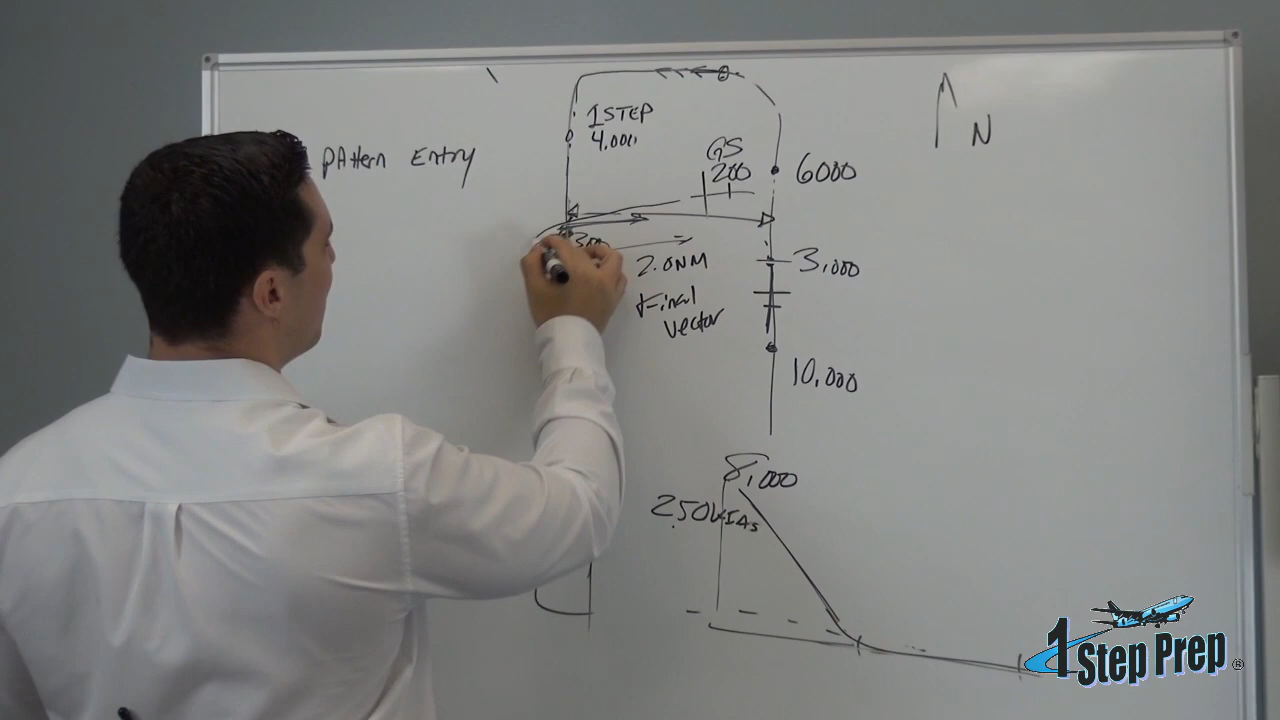 PAttern Entry
1STEP
4,000
GS
200
N
6000
300
2.0NM
Final
vector
3,000
10,000
8,000
250KIAs
1 Step Prep ®